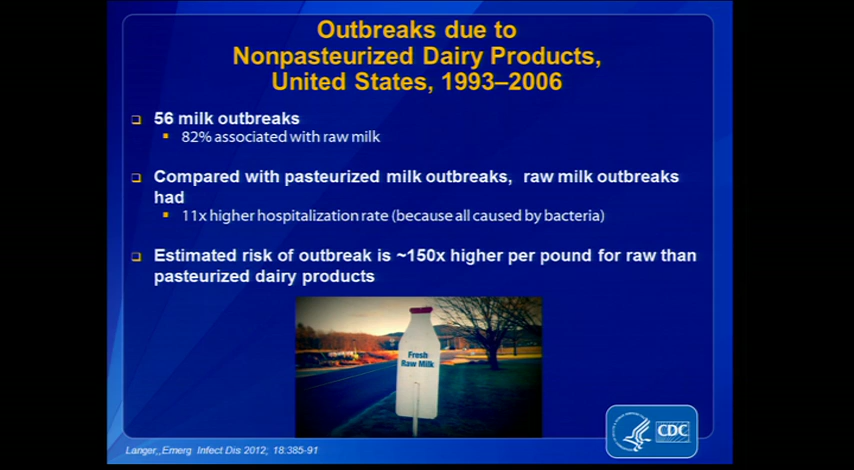 Outbreaks due to
Nonpasteurized Dairy Products,
United States, 1993–2006
56 milk outbreaks
82% associated with raw milk
Compared with pasteurized milk outbreaks, raw milk outbreaks
had
11x higher hospitalization rate (because all caused by bacteria)
Estimated risk of outbreak is ~150x higher per pound for raw than
pasteurized dairy products
Fresh
Raw Milk
CDC
Langer,,Emerg Infect Dis 2012; 18:385-91